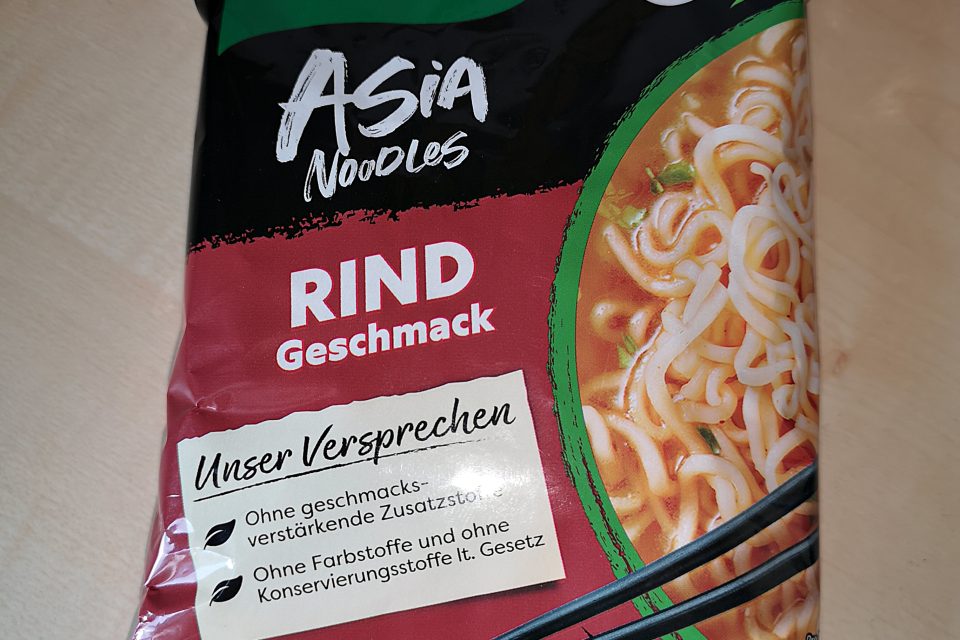 ASIA
NOODLES
RIND
Geschmack
Unser Versprechen
Ohne geschmacks-
verstärkende Zusatzstoffe
Ohne Farbstoffe und ohne
Konservierungsstoffe lt. Gesetz